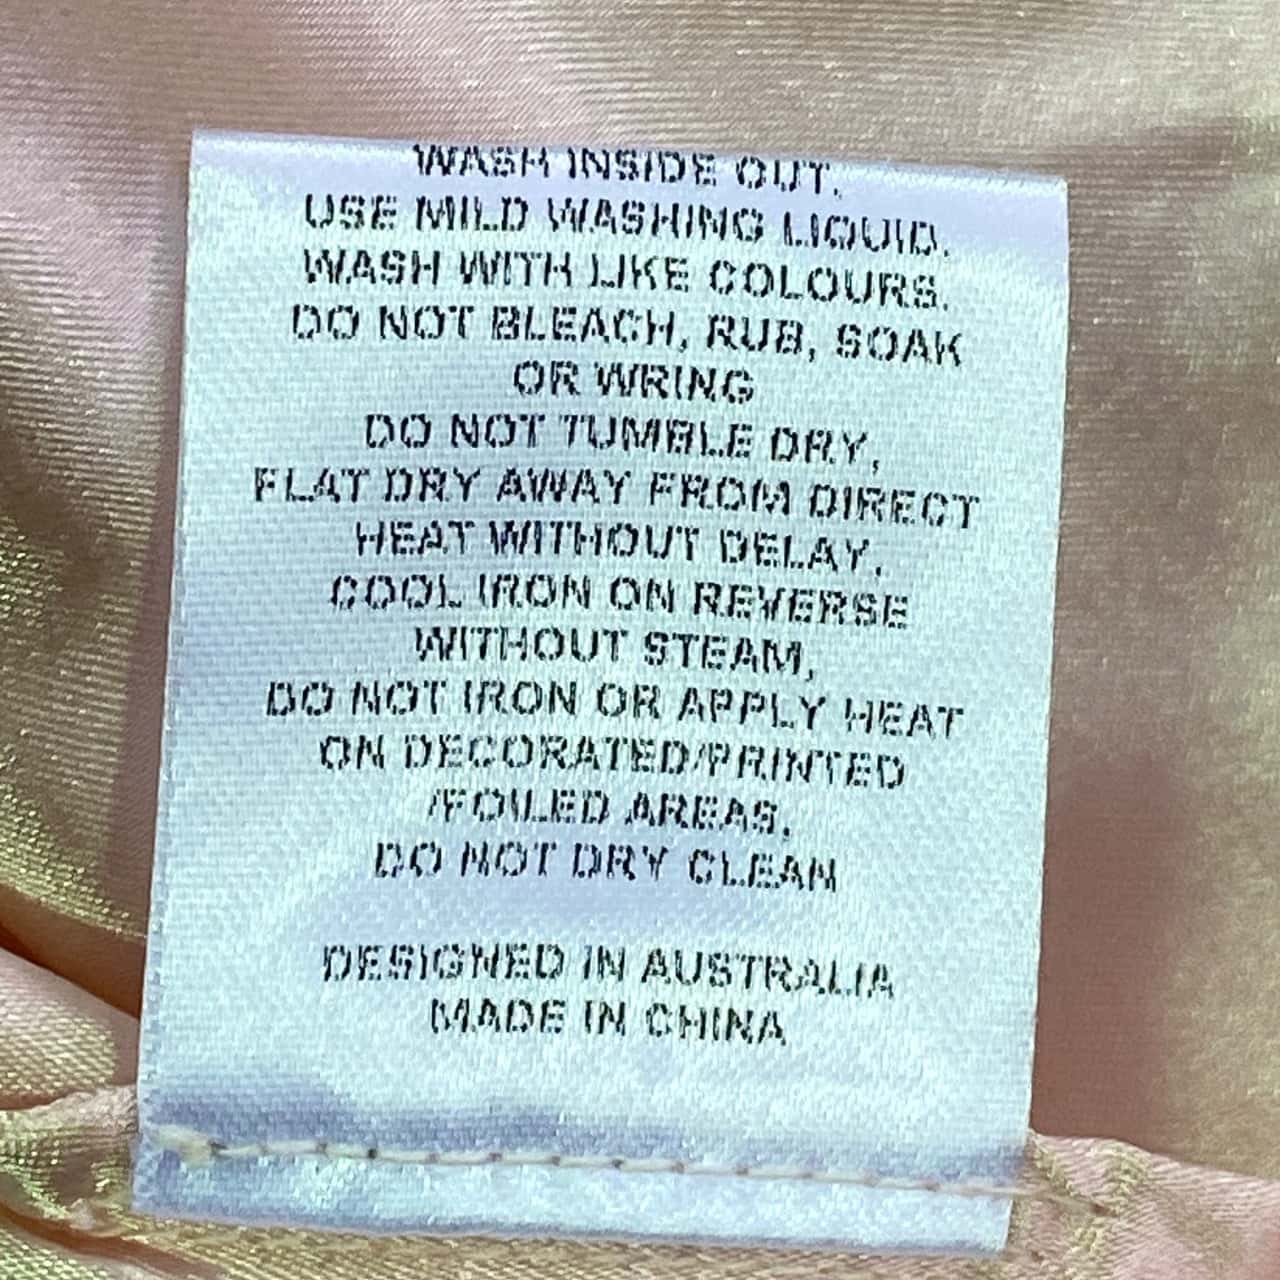 WASH INSIDE OUT.
USE MILD WASHING LIQUID.
WASH WITH LIKE COLOURS.
DO NOT BLEACH, RUB, SOAK
OR WRING
DO NOT TUMBLE DRY,
FLAT DRY AWAY FROM DIRECT
HEAT WITHOUT DELAY.
COOL IRON ON REVERSE
WITHOUT STEAM,
DO NOT IRON OR APPLY HEAT
ON DECORATED/PRINTED
/FOILED AREAS.
DO NOT DRY CLEAN
DESIGNED IN AUSTRALIA
MADE IN CHINA